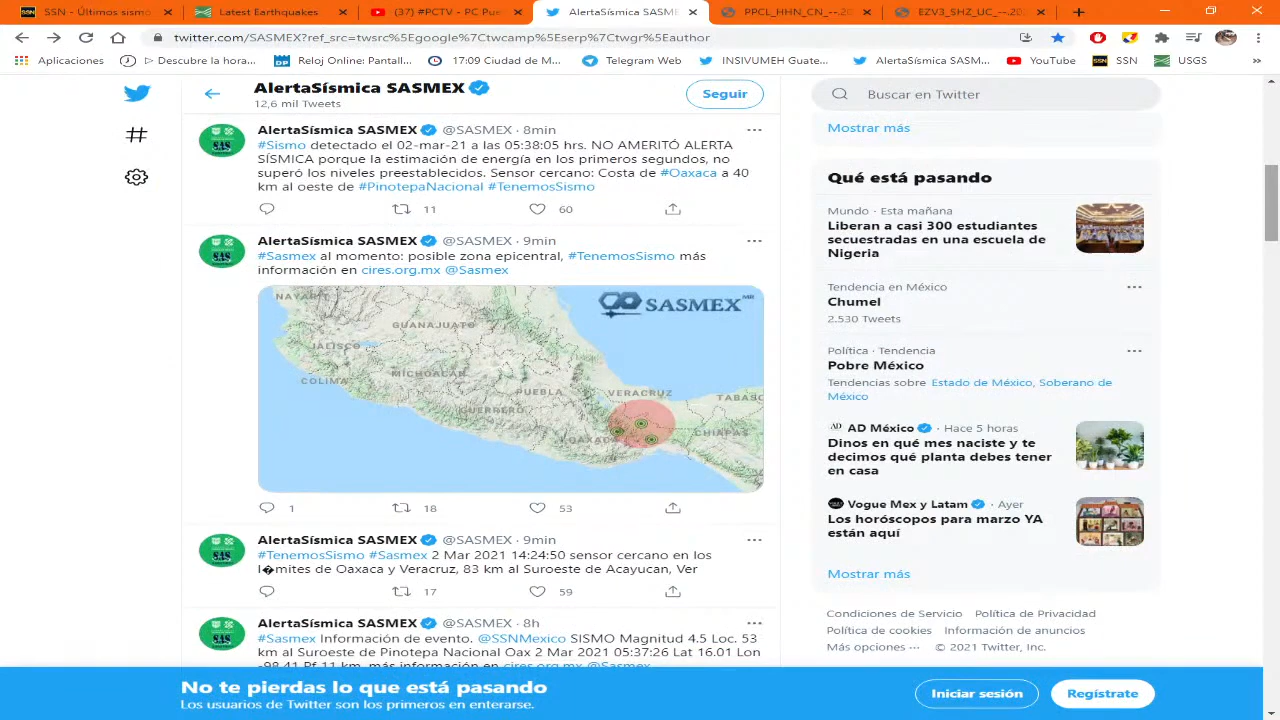 SSN - Últimos sismo
Latest Earthquakes
(37) #PCTV - PC Pue
AlertaSísmica SASM
PPCL_HHN_CN_--.20
EZV3_SHZ_UC_--.20
twitter.com/SASMEX?ref_src=twsrc%5Egoogle%7Ctwcamp%5Eserp%7Ctwgr%5Eauthor
Aplicaciones
▷ Descubre la hora...
Reloj Online: Pantall...
17:09 Ciudad de M...
Telegram Web
INSIVUMEH Guate...
AlertaSísmica SASM...
YouTube
SSN
USGS
AlertaSísmica SASMEX
12,6 mil Tweets
Seguir
AlertaSísmica SASMEX @SASMEX · 8min
#Sismo detectado el 02-mar-21 a las 05:38:05 hrs. NO AMERITÓ ALERTA
SÍSMICA porque la estimación de energía en los primeros segundos, no
superó los niveles preestablecidos. Sensor cercano: Costa de #Oaxaca a 40
km al oeste de #PinotepaNacional #TenemosSismo
11 60
AlertaSísmica SASMEX @SASMEX · 9min
#Sasmex al momento: posible zona epicentral, #TenemosSismo más
información en cires.org.mx @Sasmex
SASMEX MR
NAYARIT
GUANAJUATO
JALISCO
MICHOACAN
COLIMA
PUEBLA
VERACRUZ
TABASC
GUERRERO
OAXACA
CHIAPAS
1 18 53
AlertaSísmica SASMEX @SASMEX · 9min
#TenemosSismo #Sasmex 2 Mar 2021 14:24:50 sensor cercano en los
l�mites de Oaxaca y Veracruz, 83 km al Suroeste de Acayucan, Ver
17 59
AlertaSísmica SASMEX @SASMEX · 8h
#Sasmex Información de evento. @SSNMexico SISMO Magnitud 4.5 Loc. 53
km al Suroeste de Pinotepa Nacional Oax 2 Mar 2021 05:37:26 Lat 16.01 Lon
-98.41 Pf 11 km, más información en cires.org.mx @Sasmex
Buscar en Twitter
Mostrar más
Qué está pasando
Mundo · Esta mañana
Liberan a casi 300 estudiantes
secuestradas en una escuela de
Nigeria
Tendencia en México
Chumel
2.530 Tweets
Política · Tendencia
Pobre México
Tendencias sobre Estado de México, Soberano de
México
AD México · Hace 5 horas
Dinos en qué mes naciste y te
decimos qué planta debes tener
en casa
Vogue Mex y Latam · Ayer
Los horóscopos para marzo YA
están aquí
Mostrar más
Condiciones de Servicio Política de Privacidad
Política de cookies Información de anuncios
Más opciones ··· © 2021 Twitter, Inc.
No te pierdas lo que está pasando
Los usuarios de Twitter son los primeros en enterarse.
Iniciar sesión
Regístrate